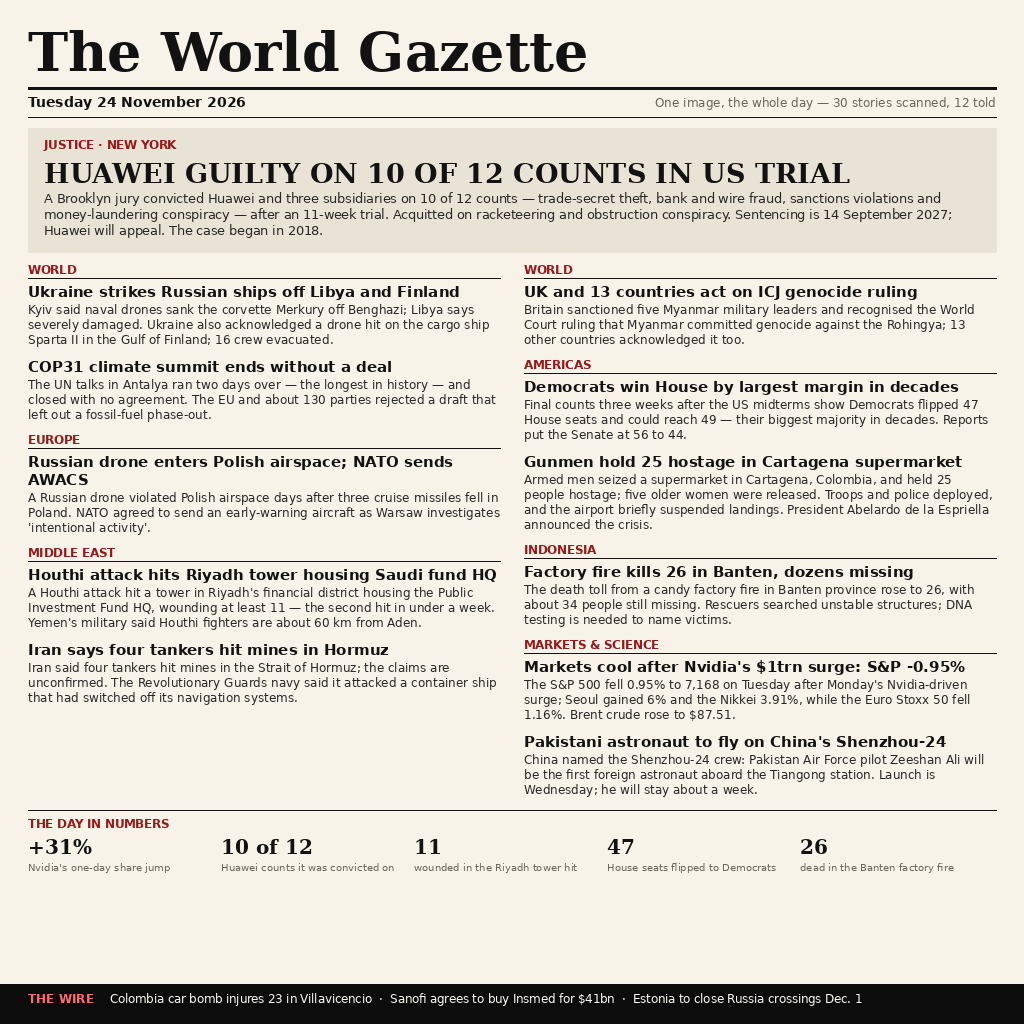 The World Gazette
Tuesday 24 November 2026
One image, the whole day — 30 stories scanned, 12 told
JUSTICE · NEW YORK
HUAWEI GUILTY ON 10 OF 12 COUNTS IN US TRIAL
A Brooklyn jury convicted Huawei and three subsidiaries on 10 of 12 counts — trade-secret theft, bank and wire fraud, sanctions violations and
money-laundering conspiracy — after an 11-week trial. Acquitted on racketeering and obstruction conspiracy. Sentencing is 14 September 2027;
Huawei will appeal. The case began in 2018.
WORLD
Ukraine strikes Russian ships off Libya and Finland
Kyiv said naval drones sank the corvette Merkury off Benghazi; Libya says
severely damaged. Ukraine also acknowledged a drone hit on the cargo ship
Sparta II in the Gulf of Finland; 16 crew evacuated.
COP31 climate summit ends without a deal
The UN talks in Antalya ran two days over — the longest in history — and
closed with no agreement. The EU and about 130 parties rejected a draft that
left out a fossil-fuel phase-out.
EUROPE
Russian drone enters Polish airspace; NATO sends
AWACS
A Russian drone violated Polish airspace days after three cruise missiles fell in
Poland. NATO agreed to send an early-warning aircraft as Warsaw investigates
'intentional activity'.
MIDDLE EAST
Houthi attack hits Riyadh tower housing Saudi fund HQ
A Houthi attack hit a tower in Riyadh's financial district housing the Public
Investment Fund HQ, wounding at least 11 — the second hit in under a week.
Yemen's military said Houthi fighters are about 60 km from Aden.
Iran says four tankers hit mines in Hormuz
Iran said four tankers hit mines in the Strait of Hormuz; the claims are
unconfirmed. The Revolutionary Guards navy said it attacked a container ship
that had switched off its navigation systems.
WORLD
UK and 13 countries act on ICJ genocide ruling
Britain sanctioned five Myanmar military leaders and recognised the World
Court ruling that Myanmar committed genocide against the Rohingya; 13
other countries acknowledged it too.
AMERICAS
Democrats win House by largest margin in decades
Final counts three weeks after the US midterms show Democrats flipped 47
House seats and could reach 49 — their biggest majority in decades. Reports
put the Senate at 56 to 44.
Gunmen hold 25 hostage in Cartagena supermarket
Armed men seized a supermarket in Cartagena, Colombia, and held 25
people hostage; five older women were released. Troops and police deployed,
and the airport briefly suspended landings. President Abelardo de la Espriella
announced the crisis.
INDONESIA
Factory fire kills 26 in Banten, dozens missing
The death toll from a candy factory fire in Banten province rose to 26, with
about 34 people still missing. Rescuers searched unstable structures; DNA
testing is needed to name victims.
MARKETS & SCIENCE
Markets cool after Nvidia's $1trn surge: S&P -0.95%
The S&P 500 fell 0.95% to 7,168 on Tuesday after Monday's Nvidia-driven
surge; Seoul gained 6% and the Nikkei 3.91%, while the Euro Stoxx 50 fell
1.16%. Brent crude rose to $87.51.
Pakistani astronaut to fly on China's Shenzhou-24
China named the Shenzhou-24 crew: Pakistan Air Force pilot Zeeshan Ali will
be the first foreign astronaut aboard the Tiangong station. Launch is
Wednesday; he will stay about a week.
THE DAY IN NUMBERS
+31%
Nvidia's one-day share jump
10 of 12
Huawei counts it was convicted on
11
wounded in the Riyadh tower hit
47
House seats flipped to Democrats
26
dead in the Banten factory fire
THE WIRE Colombia car bomb injures 23 in Villavicencio · Sanofi agrees to buy Insmed for $41bn · Estonia to close Russia crossings Dec. 1